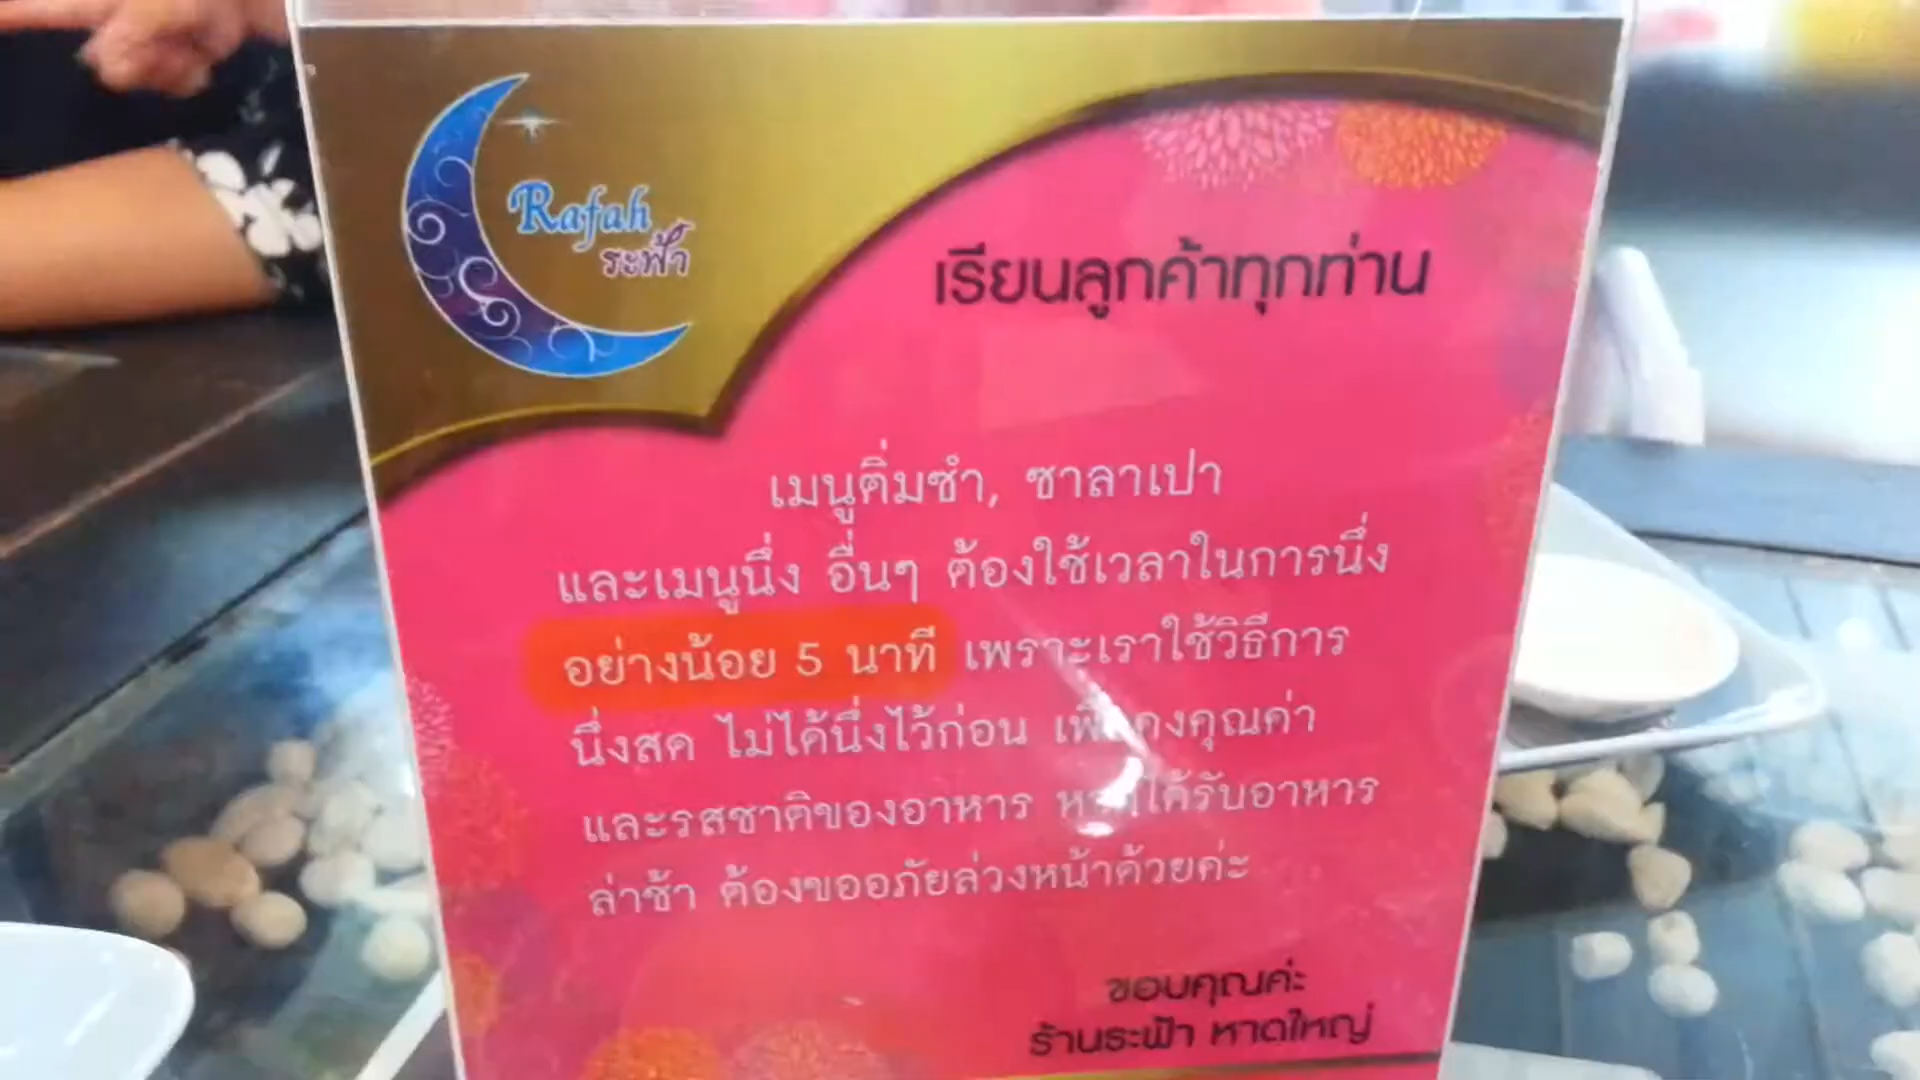 Rafah
ระฟ้า
เรียนลูกค้าทุกท่าน
เมนูติ่มซำ, ซาลาเปา
และเมนูนึ่ง อื่นๆ ต้องใช้เวลาในการนึ่ง
อย่างน้อย 5 นาที เพราะเราใช้วิธีการ
นึ่งสด ไม่ได้นึ่งไว้ก่อน เพื่อคงคุณค่า
และรสชาติของอาหาร หากได้รับอาหาร
ล่าช้า ต้องขออภัยล่วงหน้าด้วยค่ะ
ขอบคุณค่ะ
ร้านระฟ้า หาดใหญ่